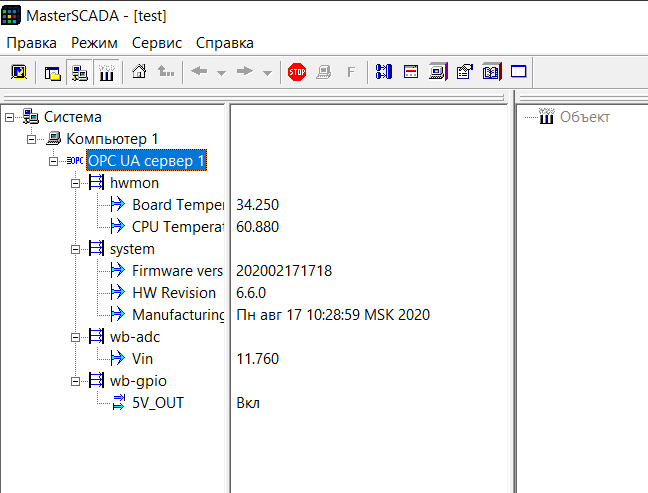 MasterSCADA - [test]
Правка Режим Сервис Справка
STOP F
Система Объект
Компьютер 1
OPC OPC UA сервер 1
hwmon
Board Temper 34.250
CPU Temperat 60.880
system
Firmware vers 202002171718
HW Revision 6.6.0
Manufacturing Пн авг 17 10:28:59 MSK 2020
wb-adc
Vin 11.760
wb-gpio
5V_OUT Вкл